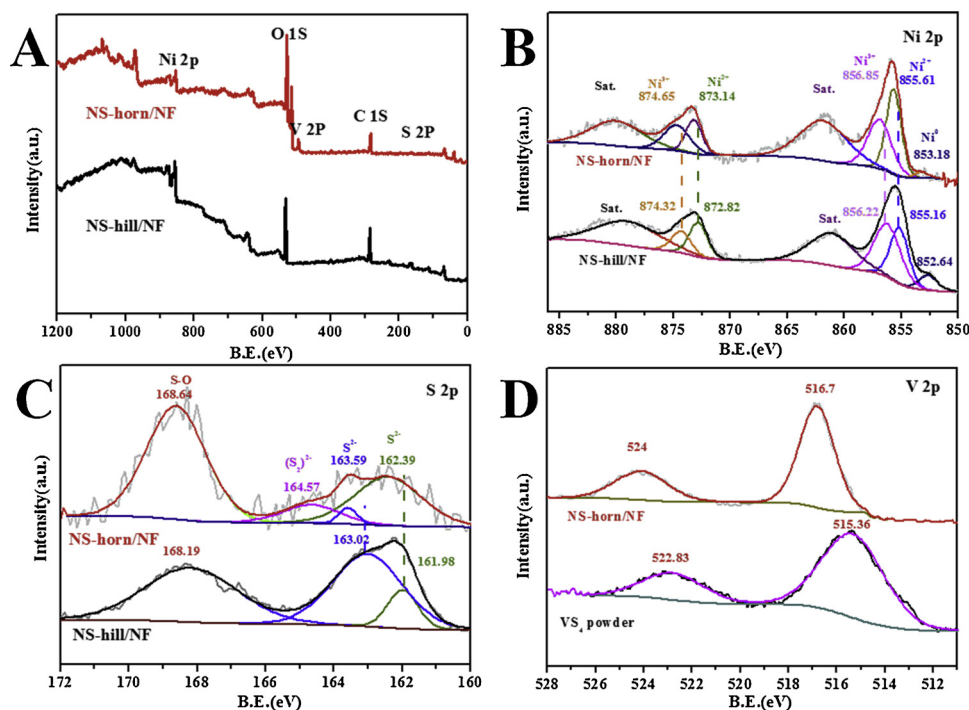 A
O 1S
Ni 2p
NS-horn/NF
V 2P
C 1S
S 2P
NS-hill/NF
Intensity(a.u.)
1200 1000 800 600 400 200 0
B.E.(eV)
B
Ni 2p
Sat.
Ni3+
874.65
Ni2+
873.14
Sat.
Ni3+
856.85
Ni2+
855.61
Ni0
853.18
NS-horn/NF
Sat.
874.32
872.82
Sat.
856.22
855.16
852.64
NS-hill/NF
Intensity(a.u.)
885 880 875 870 865 860 855 850
B.E.(eV)
C
S 2p
S-O
168.64
(S2)2-
164.57
S2-
163.59
S2-
162.39
NS-horn/NF
168.19
163.02
161.98
NS-hill/NF
Intensity(a.u.)
172 170 168 166 164 162 160
B.E.(eV)
D
V 2p
516.7
524
NS-horn/NF
515.36
522.83
VS4 powder
Intensity(a.u.)
528 526 524 522 520 518 516 514 512
B.E.(eV)